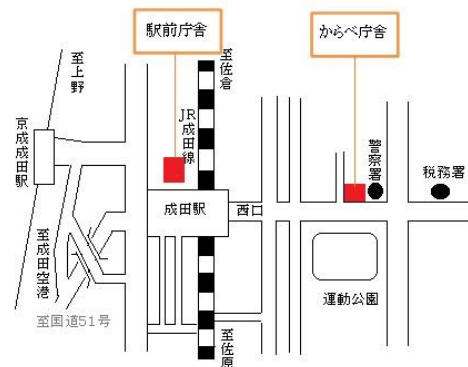 駅前庁舎
からべ庁舎
至上野
至佐倉
JR成田線
京成成田駅
警察署
税務署
成田駅
西口
至成田空港
運動公園
至国道51号
至佐原